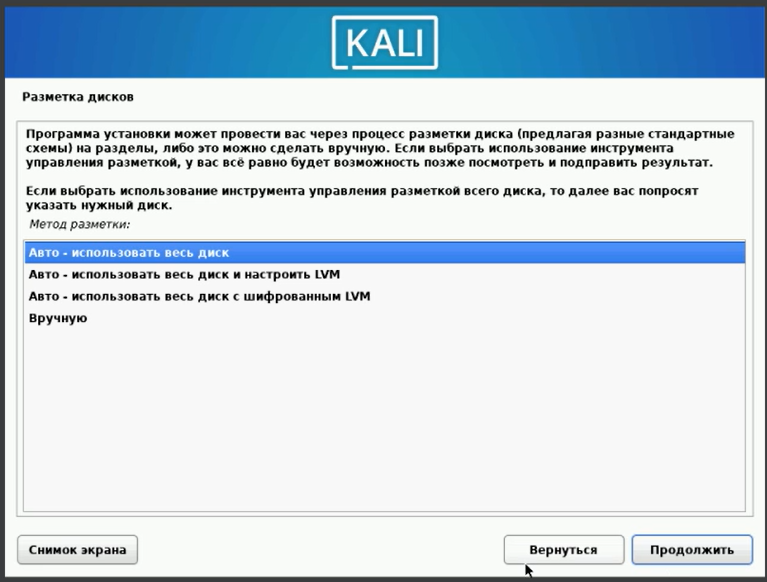 KALI
Разметка дисков
Программа установки может провести вас через процесс разметки диска (предлагая разные стандартные
схемы) на разделы, либо это можно сделать вручную. Если выбрать использование инструмента
управления разметкой, у вас всё равно будет возможность позже посмотреть и подправить результат.
Если выбрать использование инструмента управления разметкой всего диска, то далее вас попросят
указать нужный диск.
Метод разметки:
Авто - использовать весь диск
Авто - использовать весь диск и настроить LVM
Авто - использовать весь диск с шифрованным LVM
Вручную
Снимок экрана
Вернуться
Продолжить